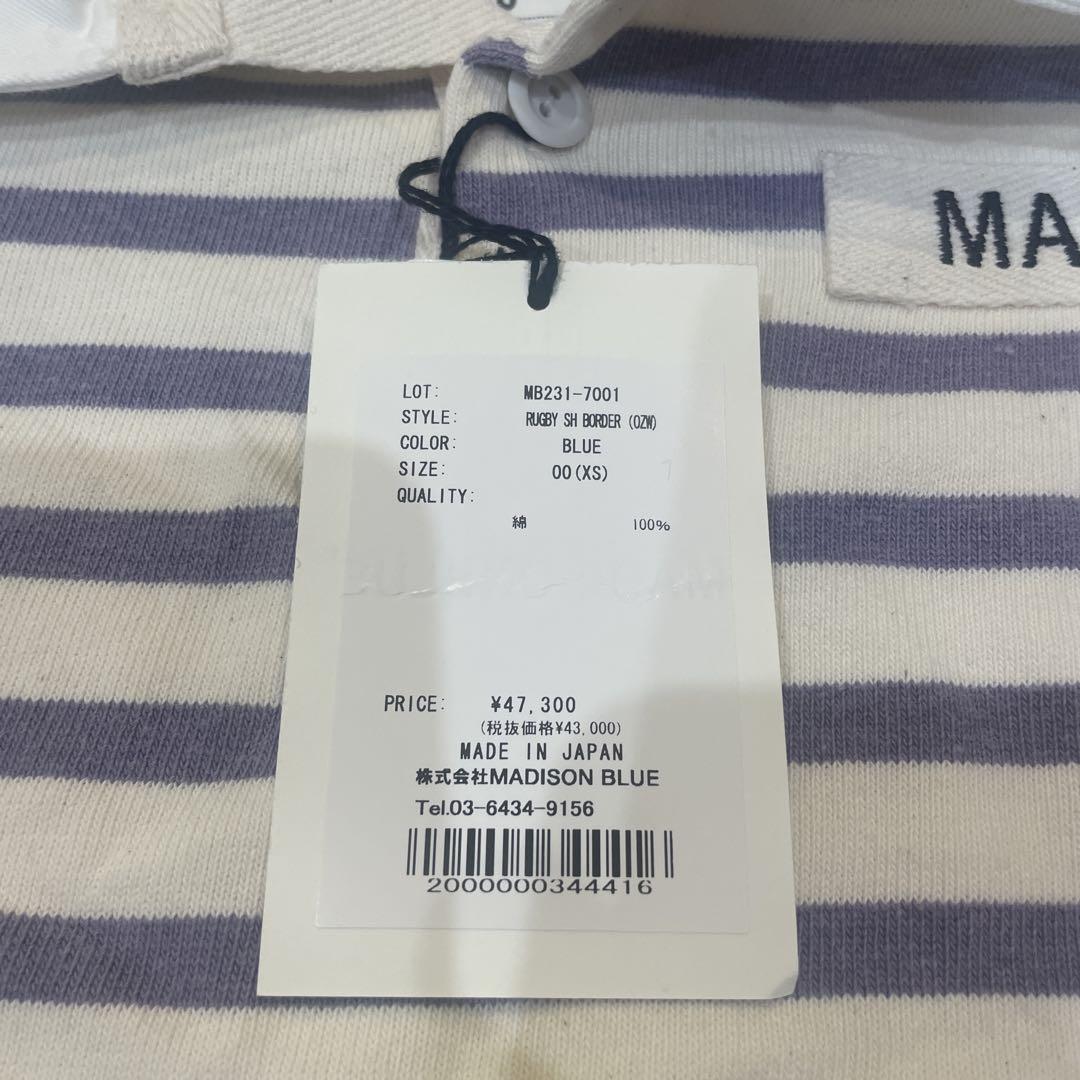 MA
LOT: MB231-7001
STYLE: RUGBY SH BORDER (OZW)
COLOR: BLUE
SIZE: 00(XS)
QUALITY:
綿 100%
PRICE: ¥47,300
(税抜価格¥43,000)
MADE IN JAPAN
株式会社MADISON BLUE
Tel.03-6434-9156
2000000344416